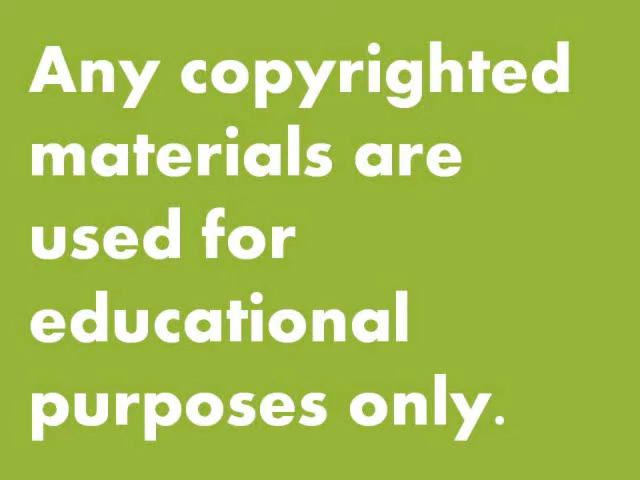 Any copyrighted
materials are
used for
educational
purposes only.